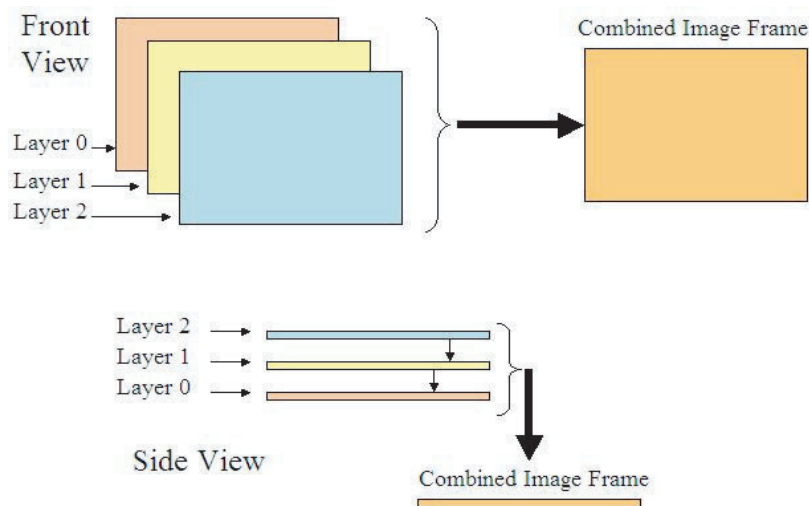 Front
View
Combined Image Frame
Layer 0
Layer 1
Layer 2
Layer 2
Layer 1
Layer 0
Side View
Combined Image Frame